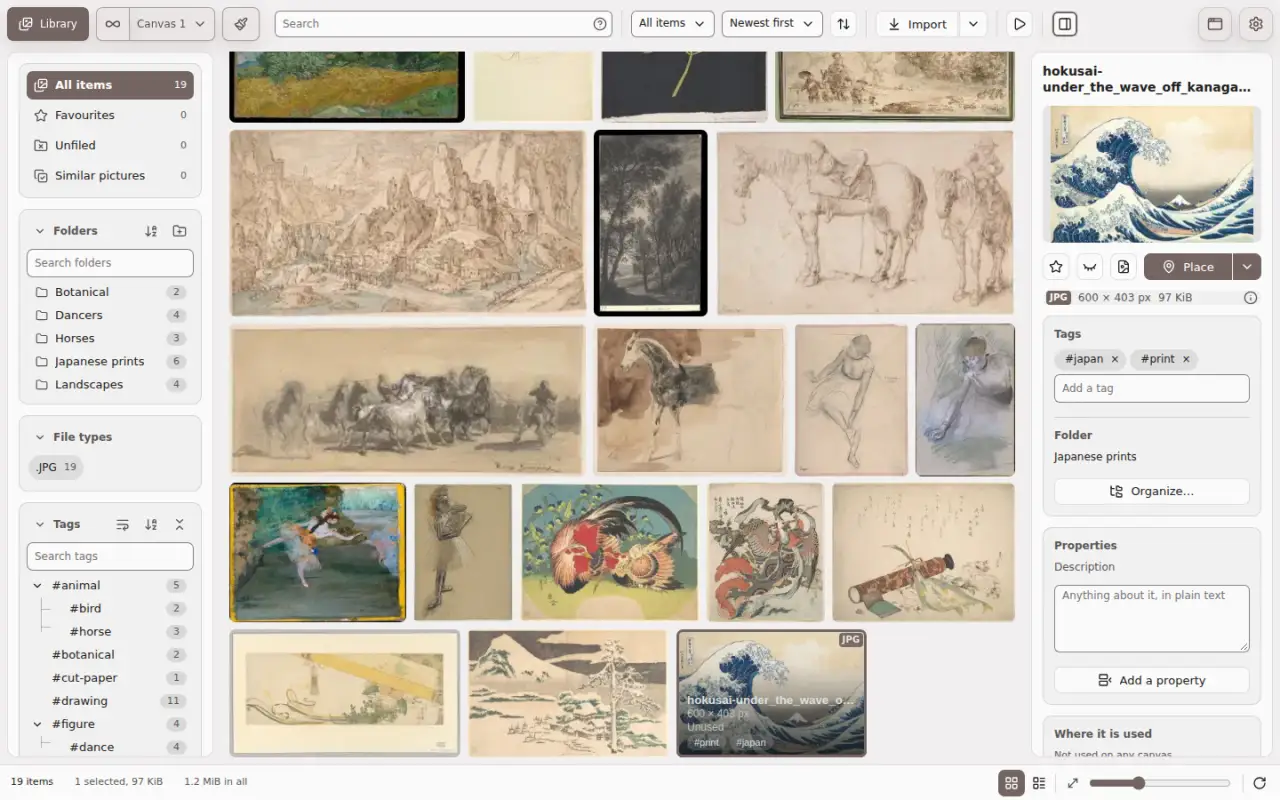 Library
Canvas 1
Search
All items
Newest first
Import
All items 19
Favourites 0
Unfiled 0
Similar pictures 0
Folders
Search folders
Botanical 2
Dancers 4
Horses 3
Japanese prints 6
Landscapes 4
File types
.JPG 19
Tags
Search tags
#animal 5
#bird 2
#horse 3
#botanical 2
#cut-paper 1
#drawing 11
#figure 4
#dance 4
JPG
hokusai-under_the_wave_o...
600 × 403 px
Unused
#print #japan
hokusai-
under_the_wave_off_kanaga...
Place
JPG 600 × 403 px 97 KiB
Tags
#japan × #print ×
Add a tag
Folder
Japanese prints
Organize...
Properties
Description
Anything about it, in plain text
Add a property
Where it is used
Not used on any canvas
19 items 1 selected, 97 KiB 1.2 MiB in all